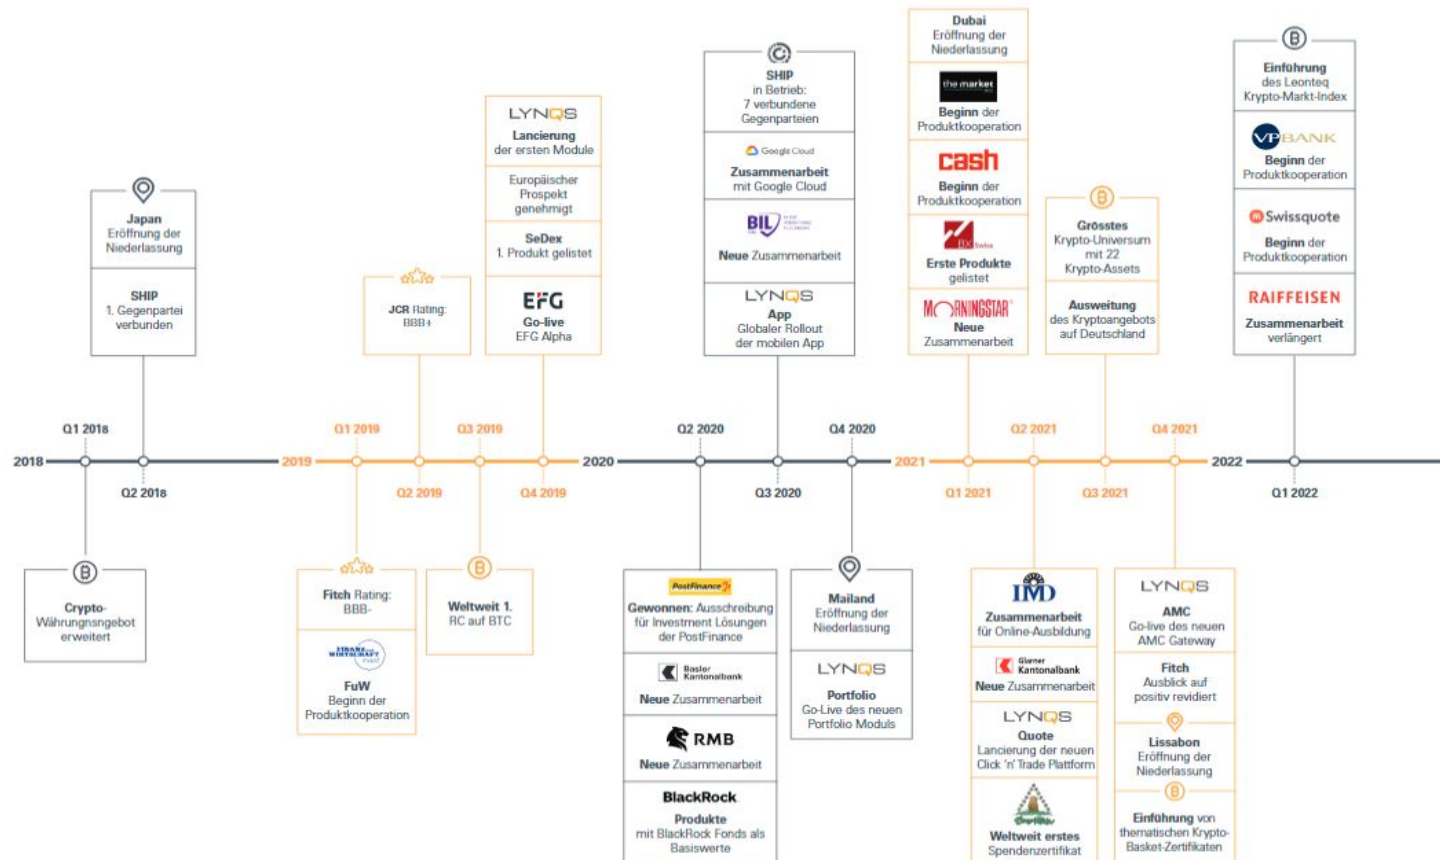 Japan
Eröffnung der
Niederlassung
SHIP
1. Gegenpartei
verbunden
JCR Rating:
BBB+
LYNQS
Lancierung
der ersten Module
Europäischer
Prospekt
genehmigt
SeDex
1. Produkt gelistet
EFG
Go-live
EFG Alpha
SHIP
in Betrieb:
7 verbundene
Gegenparteien
Google Cloud
Zusammenarbeit
mit Google Cloud
BIL
Neue Zusammenarbeit
LYNQS
App
Globaler Rollout
der mobilen App
Dubai
Eröffnung der
Niederlassung
the market
Beginn der
Produktkooperation
cash
Beginn der
Produktkooperation
BX Swiss
Erste Produkte
gelistet
MORNINGSTAR
Neue
Zusammenarbeit
Grösstes
Krypto-Universum
mit 22
Krypto-Assets
Ausweitung
des Kryptoangebots
auf Deutschland
Einführung
des Leonteq
Krypto-Markt-Index
VP BANK
Beginn der
Produktkooperation
Swissquote
Beginn der
Produktkooperation
RAIFFEISEN
Zusammenarbeit
verlängert
Q1 2018
Q1 2019
Q3 2019
Q2 2020
Q4 2020
Q2 2021
Q4 2021
2018
2019
2020
2021
2022
Q2 2018
Q2 2019
Q4 2019
Q3 2020
Q1 2021
Q3 2021
Q1 2022
Crypto-
Währungsngebot
erweitert
Fitch Rating:
BBB-
FINANZ und
WIRTSCHAFT
FuW
Beginn der
Produktkooperation
Weltweit 1.
RC auf BTC
PostFinance
Gewonnen: Ausschreibung
für Investment Lösungen
der PostFinance
Basler
Kantonalbank
Neue Zusammenarbeit
RMB
Neue Zusammenarbeit
BlackRock
Produkte
mit BlackRock Fonds als
Basiswerte
Mailand
Eröffnung der
Niederlassung
LYNQS
Portfolio
Go-Live des neuen
Portfolio Moduls
IMD
Zusammenarbeit
für Online-Ausbildung
Glarner
Kantonalbank
Neue Zusammenarbeit
LYNQS
Quote
Lancierung der neuen
Click 'n' Trade Plattform
Weltweit erstes
Spendenzertifikat
LYNQS
AMC
Go-live des neuen
AMC Gateway
Fitch
Ausblick auf
positiv revidiert
Lissabon
Eröffnung der
Niederlassung
Einführung von
thematischen Krypto-
Basket-Zertifikaten